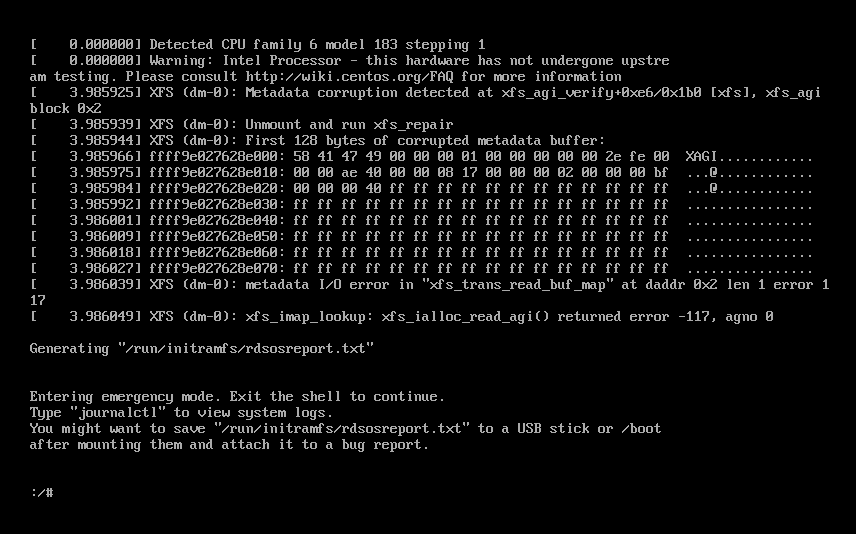 [    0.000000] Detected CPU family 6 model 183 stepping 1
[    0.000000] Warning: Intel Processor - this hardware has not undergone upstre
am testing. Please consult http://wiki.centos.org/FAQ for more information
[    3.985925] XFS (dm-0): Metadata corruption detected at xfs_agi_verify+0xe6/0x1b0 [xfs], xfs_agi
block 0x2
[    3.985939] XFS (dm-0): Unmount and run xfs_repair
[    3.985944] XFS (dm-0): First 128 bytes of corrupted metadata buffer:
[    3.985966] ffff9e027628e000: 58 41 47 49 00 00 00 01 00 00 00 00 00 2e fe 00  XAGI............
[    3.985975] ffff9e027628e010: 00 00 ae 40 00 00 08 17 00 00 00 02 00 00 00 bf  ...@............
[    3.985984] ffff9e027628e020: 00 00 00 40 ff ff ff ff ff ff ff ff ff ff ff ff  ...@............
[    3.985992] ffff9e027628e030: ff ff ff ff ff ff ff ff ff ff ff ff ff ff ff ff  ................
[    3.986001] ffff9e027628e040: ff ff ff ff ff ff ff ff ff ff ff ff ff ff ff ff  ................
[    3.986009] ffff9e027628e050: ff ff ff ff ff ff ff ff ff ff ff ff ff ff ff ff  ................
[    3.986018] ffff9e027628e060: ff ff ff ff ff ff ff ff ff ff ff ff ff ff ff ff  ................
[    3.986027] ffff9e027628e070: ff ff ff ff ff ff ff ff ff ff ff ff ff ff ff ff  ................
[    3.986039] XFS (dm-0): metadata I/O error in "xfs_trans_read_buf_map" at daddr 0x2 len 1 error 1
17
[    3.986049] XFS (dm-0): xfs_imap_lookup: xfs_ialloc_read_agi() returned error -117, agno 0
Generating "/run/initramfs/rdsosreport.txt"
Entering emergency mode. Exit the shell to continue.
Type "journalctl" to view system logs.
You might want to save "/run/initramfs/rdsosreport.txt" to a USB stick or /boot
after mounting them and attach it to a bug report.
:/#